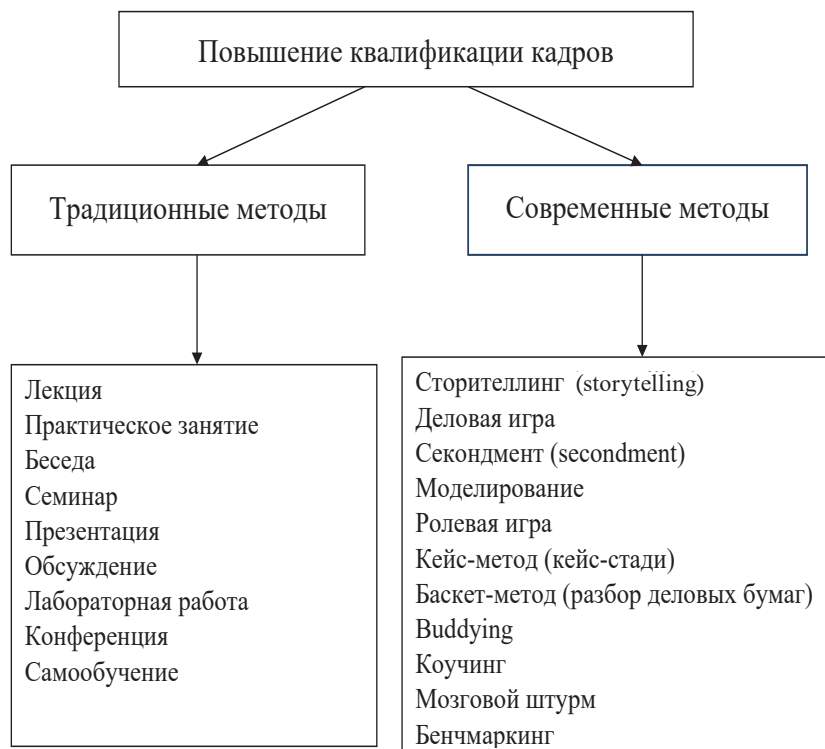 Повышение квалификации кадров
Традиционные методы
Современные методы
Лекция
Практическое занятие
Беседа
Семинар
Презентация
Обсуждение
Лабораторная работа
Конференция
Самообучение
Сторителлинг (storytelling)
Деловая игра
Секондмент (secondment)
Моделирование
Ролевая игра
Кейс-метод (кейс-стади)
Баскет-метод (разбор деловых бумаг)
Buddying
Коучинг
Мозговой штурм
Бенчмаркинг